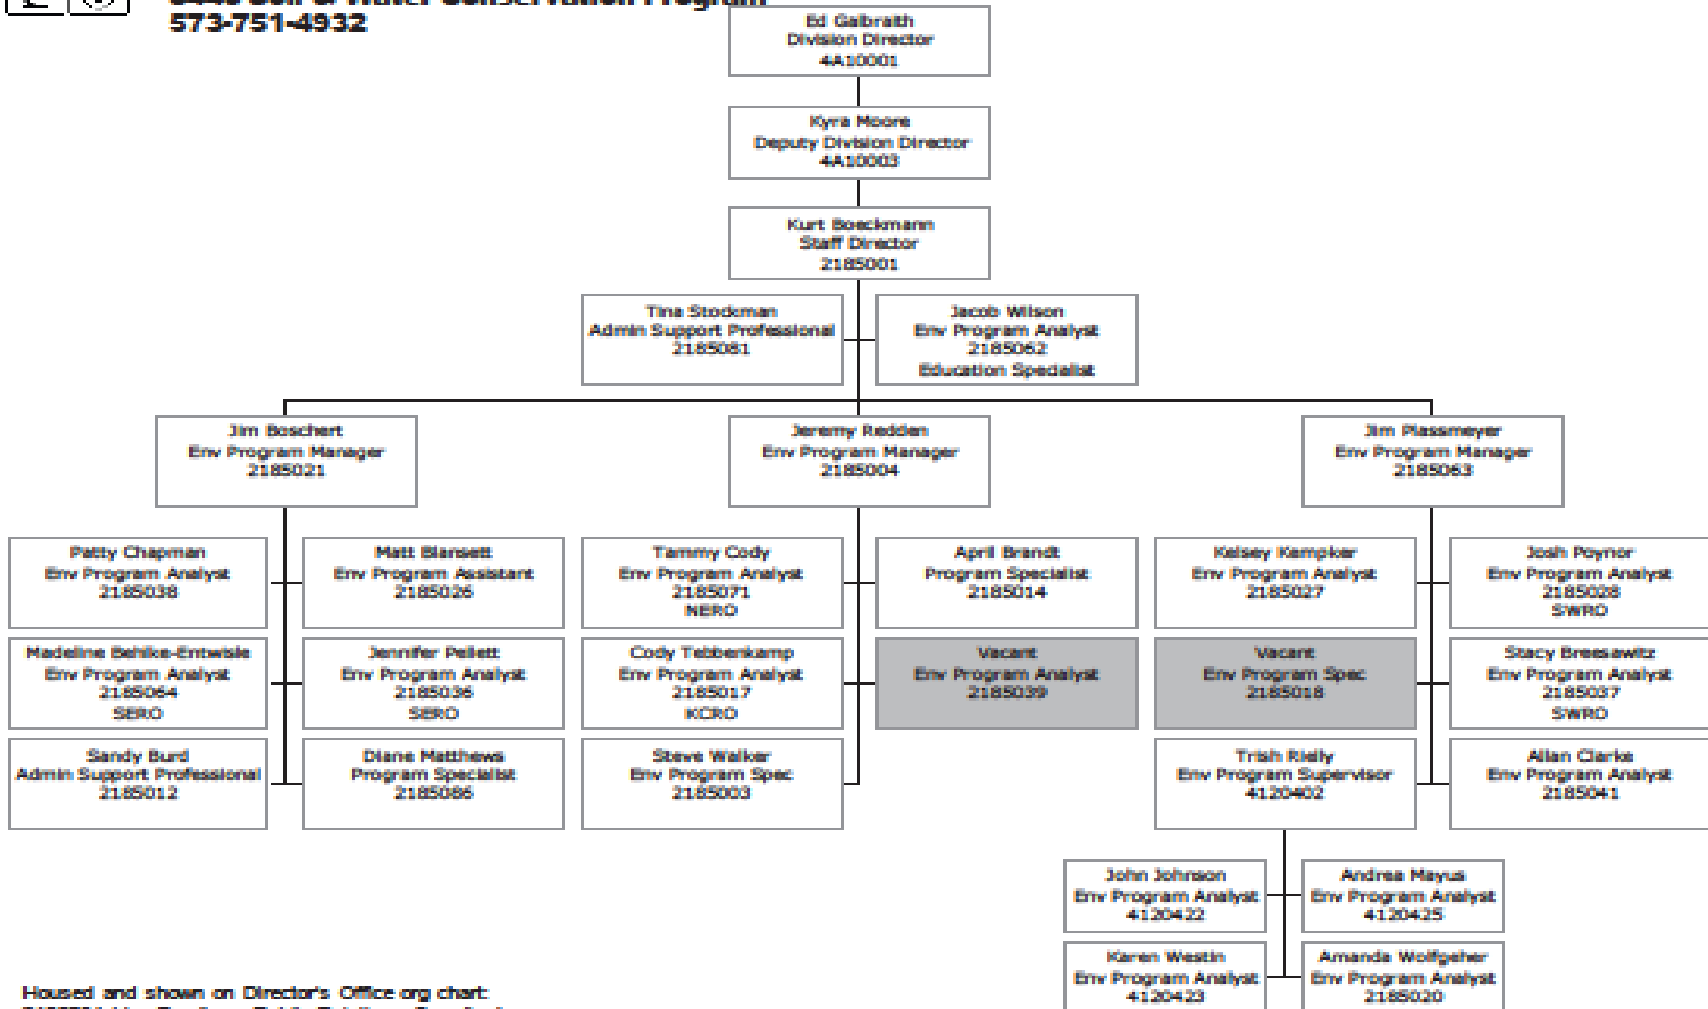 573-751-4932
Ed Galbraith
Division Director
4A10001
Kyra Moore
Deputy Division Director
4A10003
Kurt Boeckmann
Staff Director
2185001
Tina Stockman
Admin Support Professional
2185081
Jacob Wilson
Env Program Analyst
2185062
Education Specialist
Jim Boschert
Env Program Manager
2185021
Jeremy Redden
Env Program Manager
2185004
Jim Plassmeyer
Env Program Manager
2185063
Patty Chapman
Env Program Analyst
2185038
Matt Blansett
Env Program Assistant
2185026
Tammy Cody
Env Program Analyst
2185071
NERO
April Brandt
Program Specialist
2185014
Kelsey Kempker
Env Program Analyst
2185027
Josh Poynor
Env Program Analyst
2185028
SWRO
Madeline Behlke-Entwisle
Env Program Analyst
2185064
SERO
Jennifer Pellett
Env Program Analyst
2185036
SERO
Cody Tebbenkamp
Env Program Analyst
2185017
KCRO
Vacant
Env Program Analyst
2185039
Vacant
Env Program Spec
2185018
Stacy Breesawitz
Env Program Analyst
2185037
SWRO
Sandy Burd
Admin Support Professional
2185012
Diane Matthews
Program Specialist
2185086
Steve Walker
Env Program Spec
2185003
Trish Rielly
Env Program Supervisor
4120402
Allan Clarke
Env Program Analyst
2185041
John Johnson
Env Program Analyst
4120422
Andrea Mayus
Env Program Analyst
4120425
Karen Westin
Env Program Analyst
4120423
Amanda Wolfgeher
Env Program Analyst
2185020
Housed and shown on Director's Office org chart: